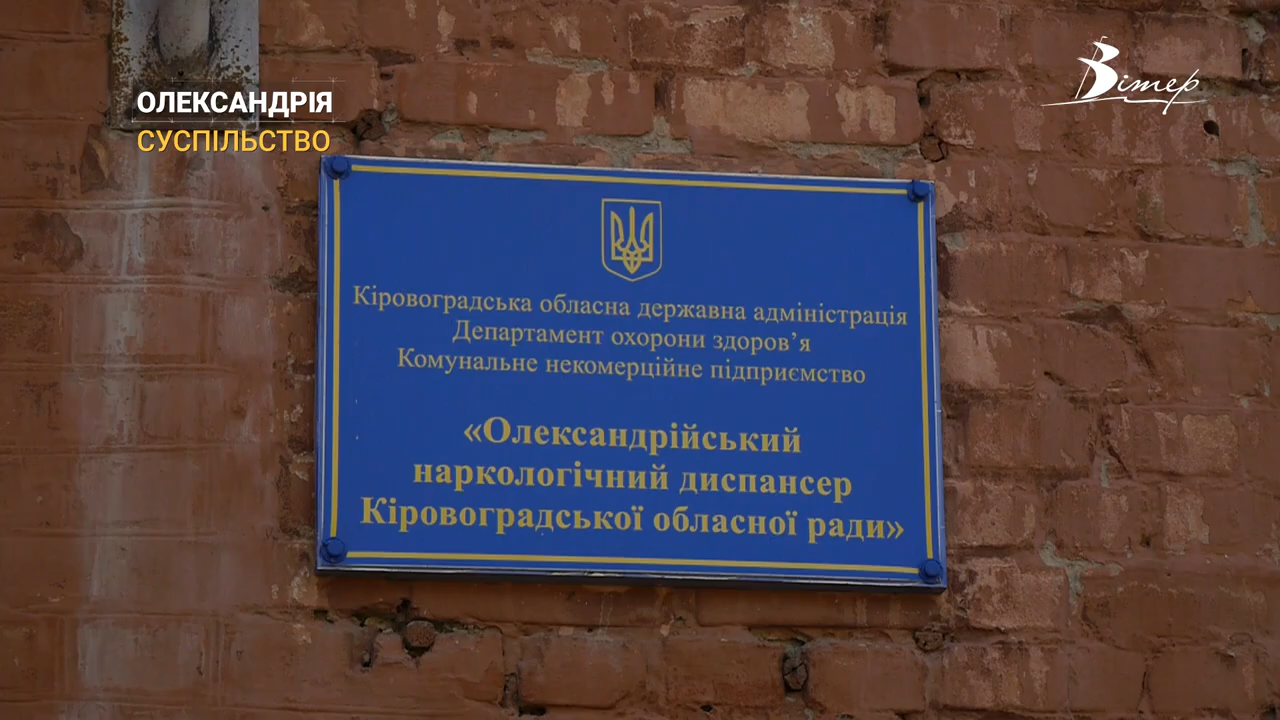 ОЛЕКСАНДРІЯ
СУСПІЛЬСТВО
Вітер
Кіровоградська обласна державна адміністрація
Департамент охорони здоров’я
Комунальне некомерційне підприємство
«Олександрійський
наркологічний диспансер
Кіровоградської обласної ради»